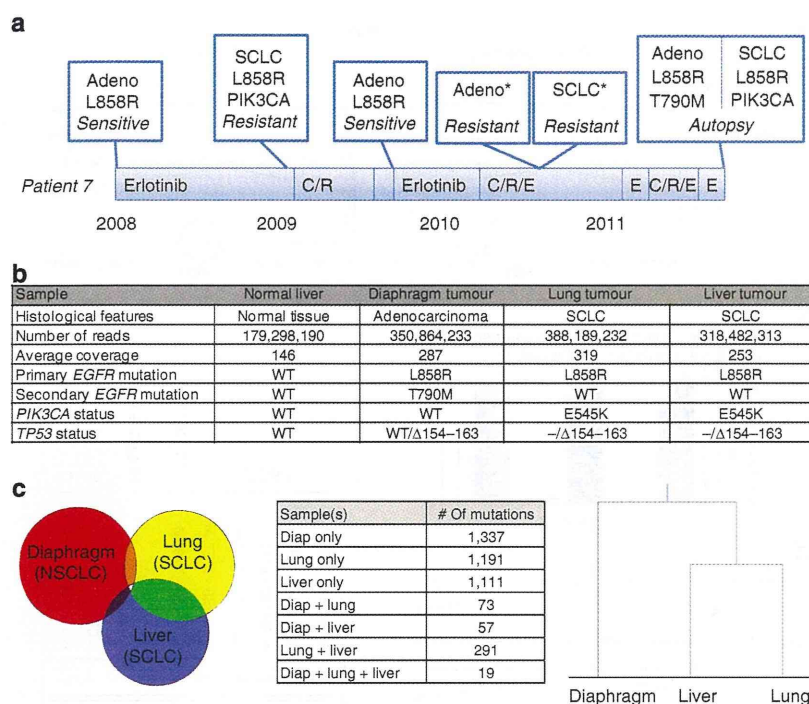 a
Adeno
L858R
Sensitive
SCLC
L858R
PIK3CA
Resistant
Adeno
L858R
Sensitive
Adeno*
Resistant
SCLC*
Resistant
Adeno SCLC
L858R L858R
T790M PIK3CA
Autopsy
Patient 7 Erlotinib C/R Erlotinib C/R/E E C/R/E E
2008 2009 2010 2011
b
Sample Normal liver Diaphragm tumour Lung tumour Liver tumour
Histological features Normal tissue Adenocarcinoma SCLC SCLC
Number of reads 179,298,190 350,864,233 388,189,232 318,482,313
Average coverage 146 287 319 253
Primary EGFR mutation WT L858R L858R L858R
Secondary EGFR mutation WT T790M WT WT
PIK3CA status WT WT E545K E545K
TP53 status WT WT/Δ154–163 –/Δ154–163 –/Δ154–163
c
Diaphragm
(NSCLC)
Lung
(SCLC)
Liver
(SCLC)
Sample(s) # Of mutations
Diap only 1,337
Lung only 1,191
Liver only 1,111
Diap + lung 73
Diap + liver 57
Lung + liver 291
Diap + lung + liver 19
Diaphragm Liver Lung